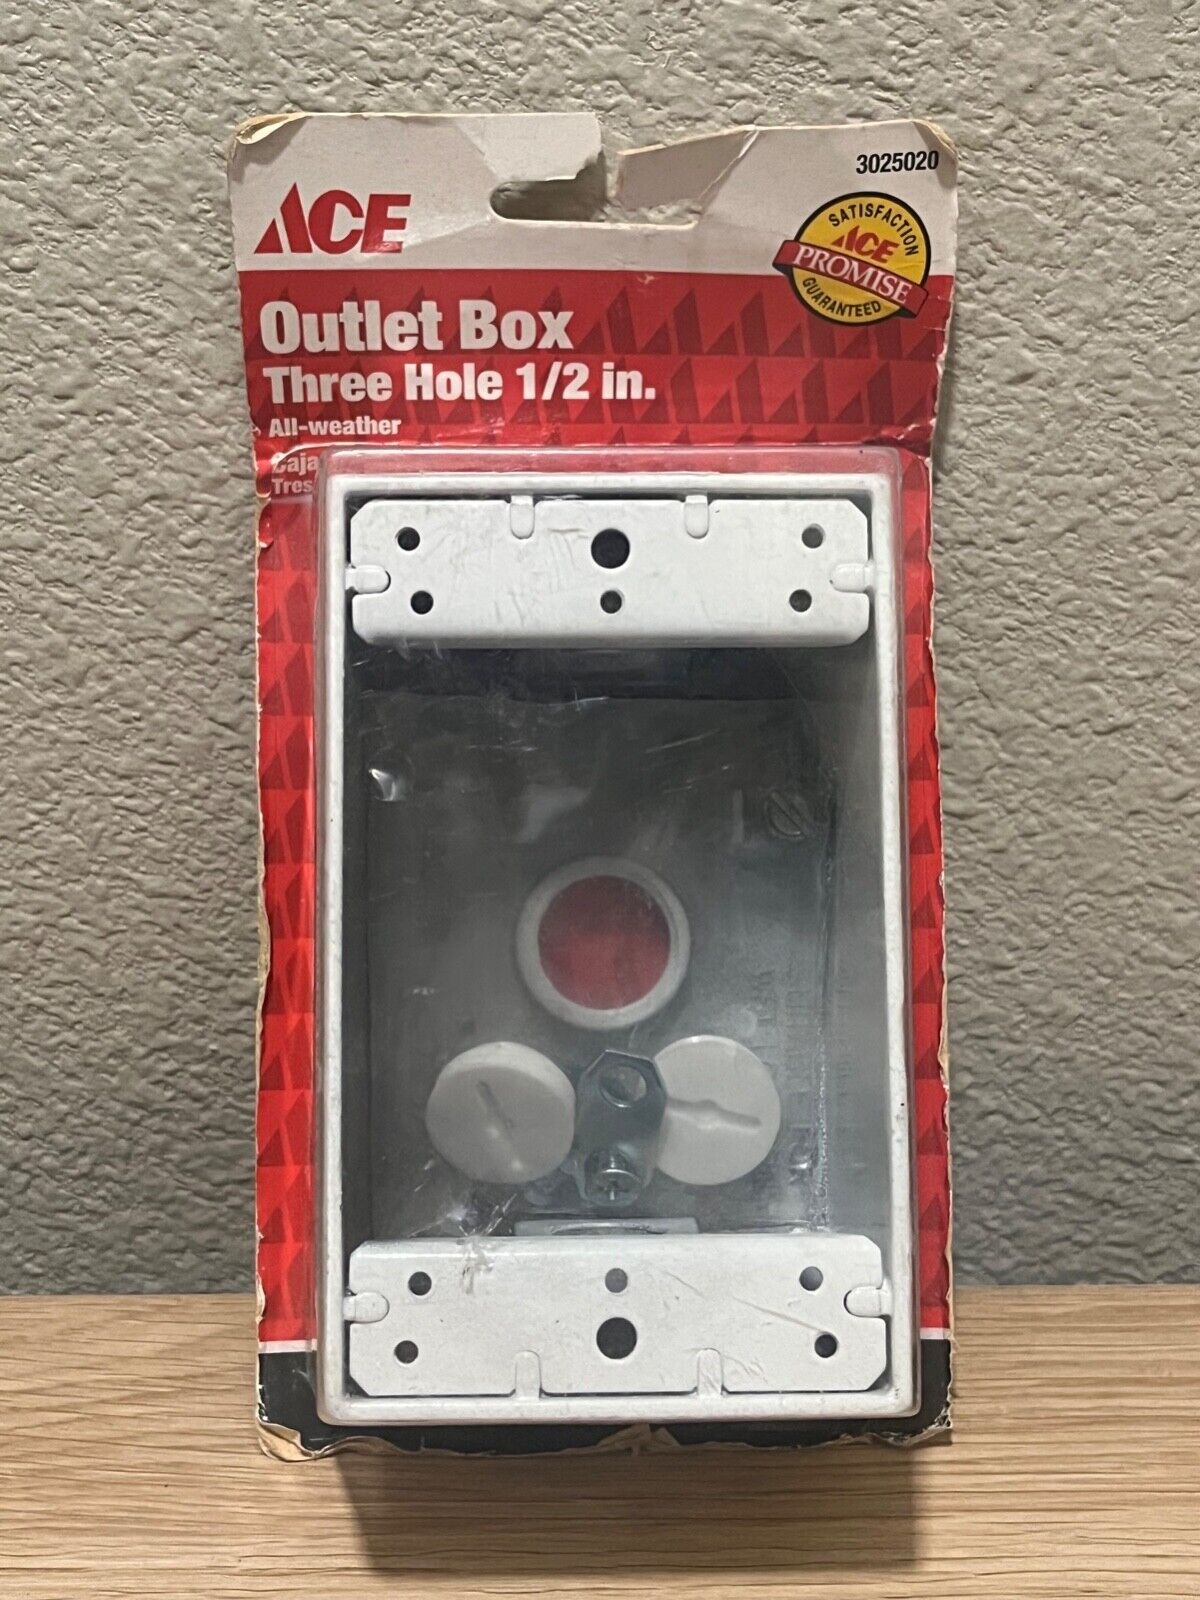 3025020
ACE
SATISFACTION
ACE
PROMISE
GUARANTEED
Outlet Box
Three Hole 1/2 in.
All-weather
Caja
Tres